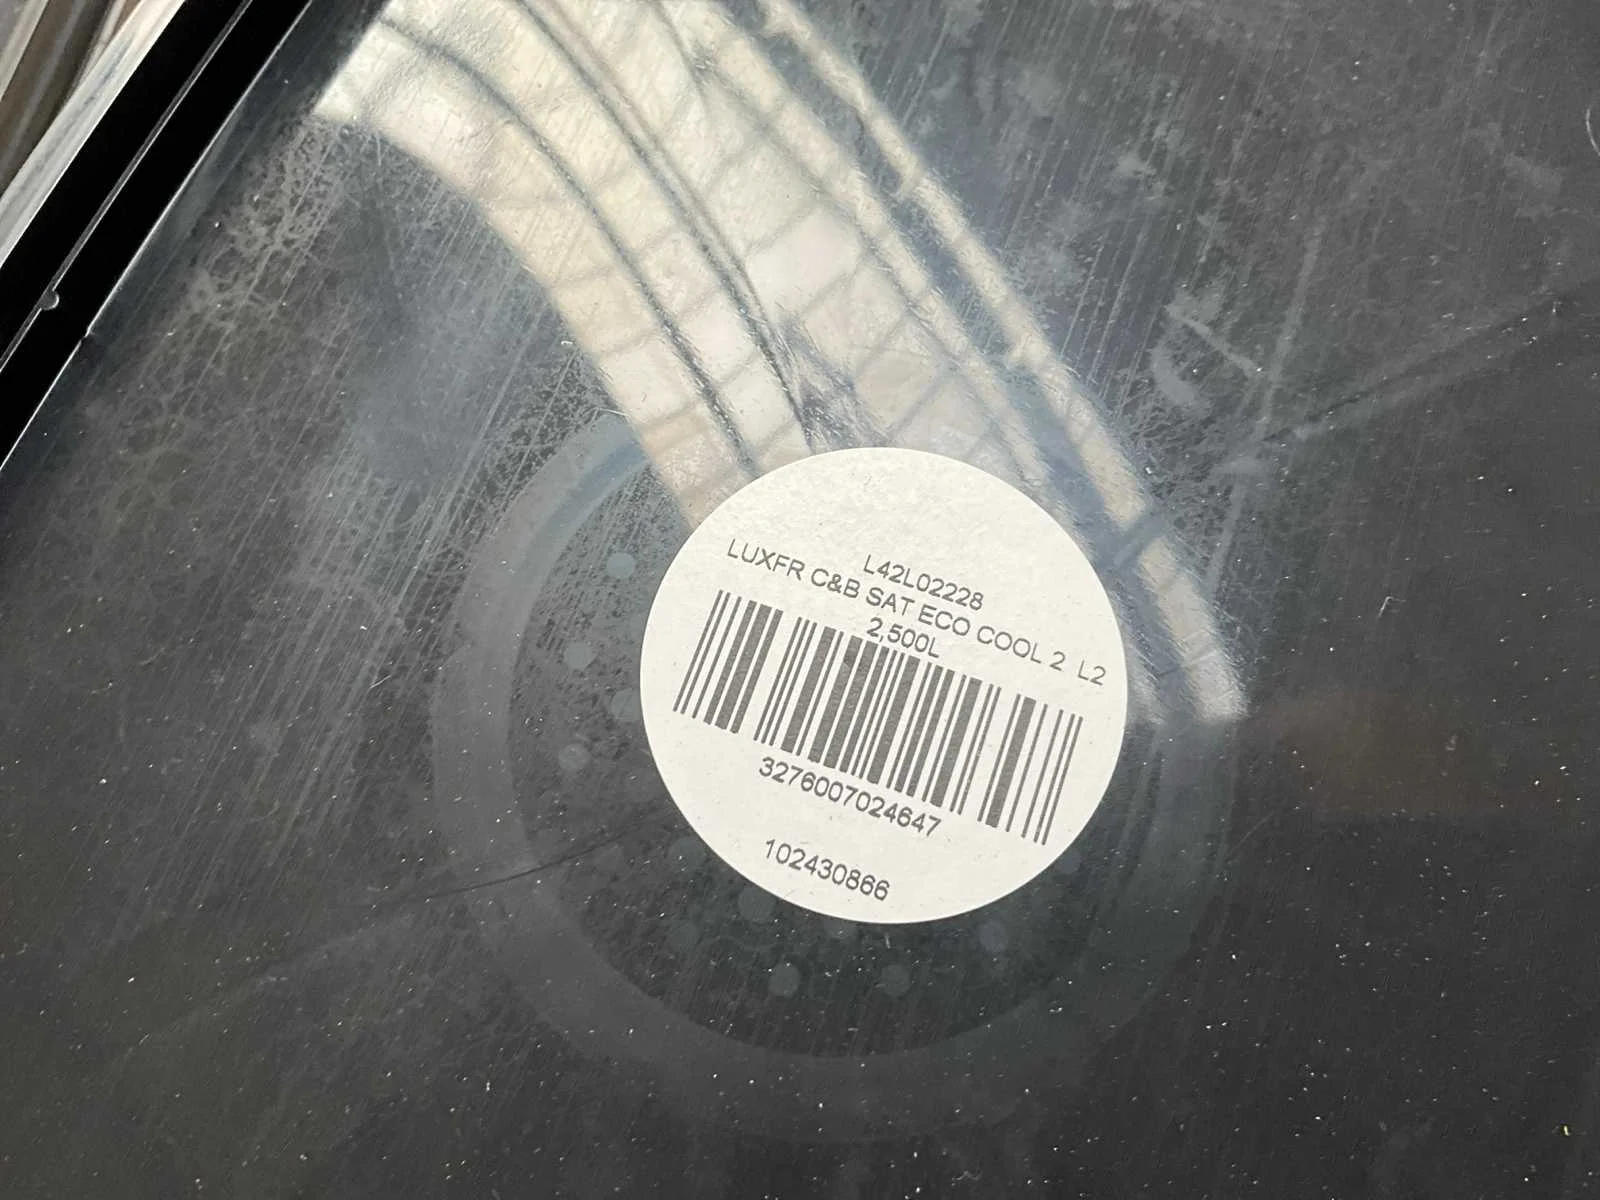 L42L02228
LUXFR C&B SAT ECO COOL 2 L2
2,500L
3276007024647
102430866